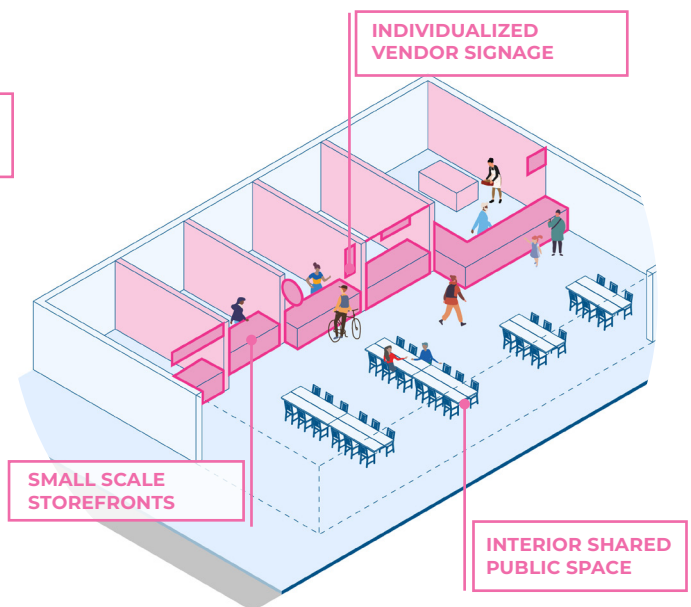 INDIVIDUALIZED
VENDOR SIGNAGE
SMALL SCALE
STOREFRONTS
INTERIOR SHARED
PUBLIC SPACE